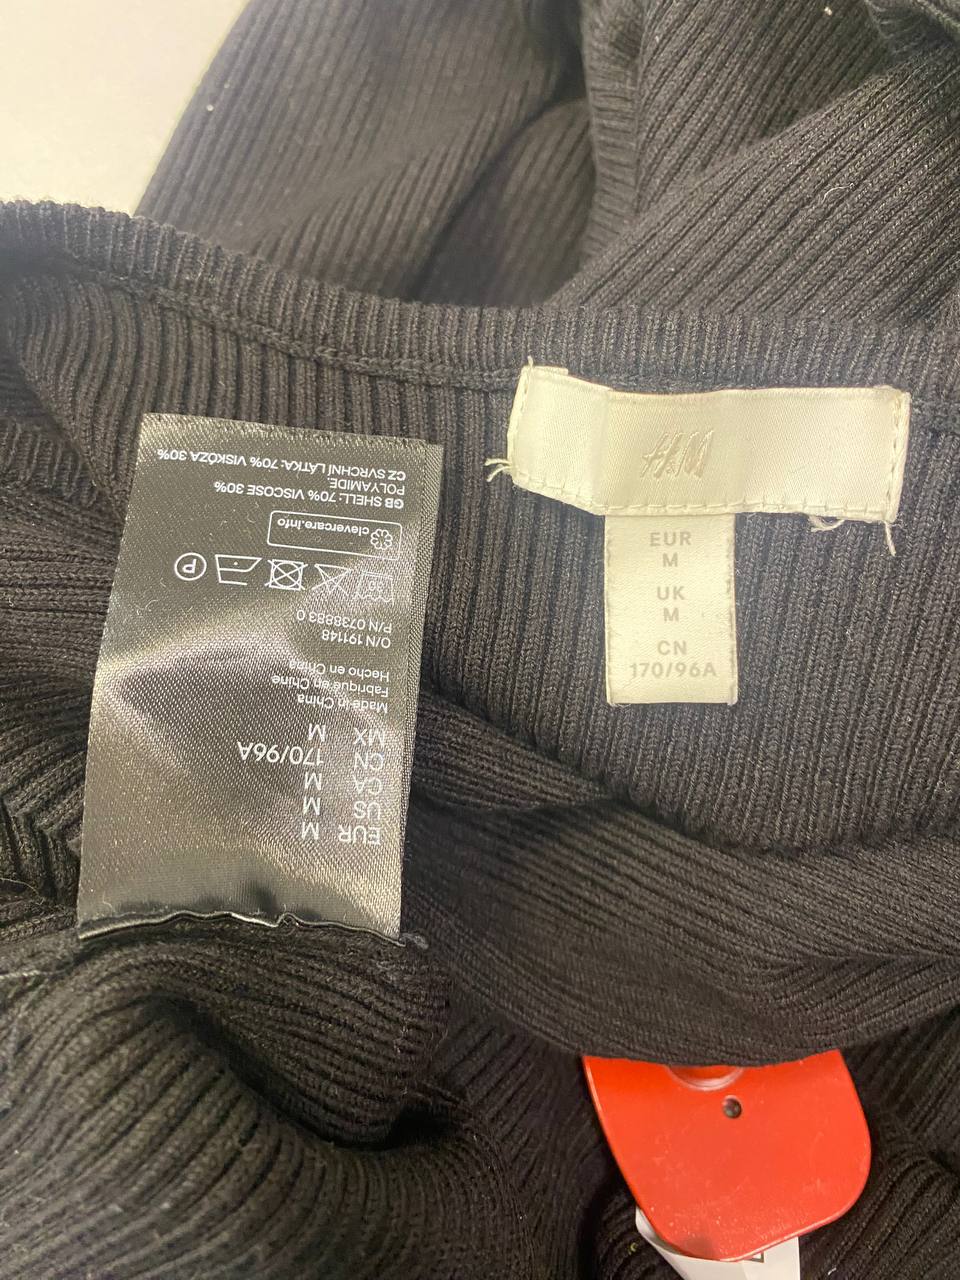 H&M
EUR
M
UK
M
CN
170/96A
EUR M
US M
CA M
CN 170/96A
MX M
Made in China
Fabriqué en Chine
Hecho en China
O/N 191148
P/N 0738883.0
P
clevercare.info
GB SHELL: 70% VISCOSE 30%
POLYAMIDE;
CZ SVRCHNÍ LÁTKA: 70% VISKÓZA 30%